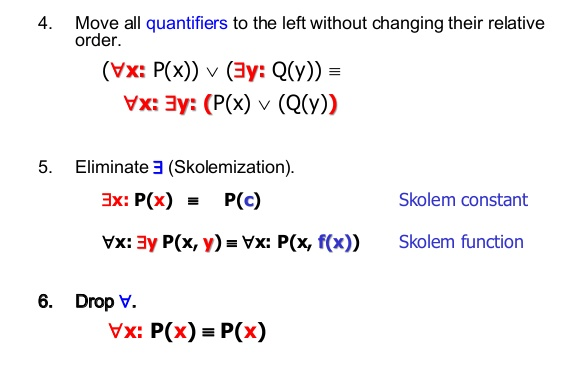 4. Move all quantifiers to the left without changing their relative
order.
(∀x: P(x)) ∨ (∃y: Q(y)) ≡
∀x: ∃y: (P(x) ∨ (Q(y))
5. Eliminate ∃ (Skolemization).
∃x: P(x) ≡ P(c) Skolem constant
∀x: ∃y P(x, y) ≡ ∀x: P(x, f(x)) Skolem function
6. Drop ∀.
∀x: P(x) ≡ P(x)